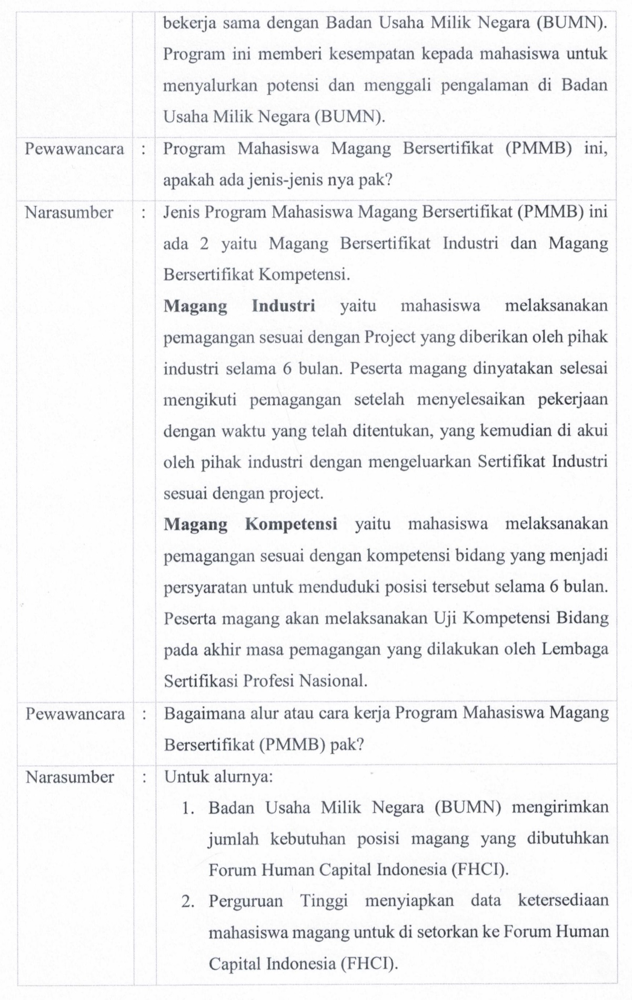 bekerja sama dengan Badan Usaha Milik Negara (BUMN).
Program ini memberi kesempatan kepada mahasiswa untuk
menyalurkan potensi dan menggali pengalaman di Badan
Usaha Milik Negara (BUMN).
Pewawancara : Program Mahasiswa Magang Bersertifikat (PMMB) ini,
apakah ada jenis-jenis nya pak?
Narasumber : Jenis Program Mahasiswa Magang Bersertifikat (PMMB) ini
ada 2 yaitu Magang Bersertifikat Industri dan Magang
Bersertifikat Kompetensi.
Magang Industri yaitu mahasiswa melaksanakan
pemagangan sesuai dengan Project yang diberikan oleh pihak
industri selama 6 bulan. Peserta magang dinyatakan selesai
mengikuti pemagangan setelah menyelesaikan pekerjaan
dengan waktu yang telah ditentukan, yang kemudian di akui
oleh pihak industri dengan mengeluarkan Sertifikat Industri
sesuai dengan project.
Magang Kompetensi yaitu mahasiswa melaksanakan
pemagangan sesuai dengan kompetensi bidang yang menjadi
persyaratan untuk menduduki posisi tersebut selama 6 bulan.
Peserta magang akan melaksanakan Uji Kompetensi Bidang
pada akhir masa pemagangan yang dilakukan oleh Lembaga
Sertifikasi Profesi Nasional.
Pewawancara : Bagaimana alur atau cara kerja Program Mahasiswa Magang
Bersertifikat (PMMB) pak?
Narasumber : Untuk alurnya:
1. Badan Usaha Milik Negara (BUMN) mengirimkan
jumlah kebutuhan posisi magang yang dibutuhkan
Forum Human Capital Indonesia (FHCI).
2. Perguruan Tinggi menyiapkan data ketersediaan
mahasiswa magang untuk di setorkan ke Forum Human
Capital Indonesia (FHCI).